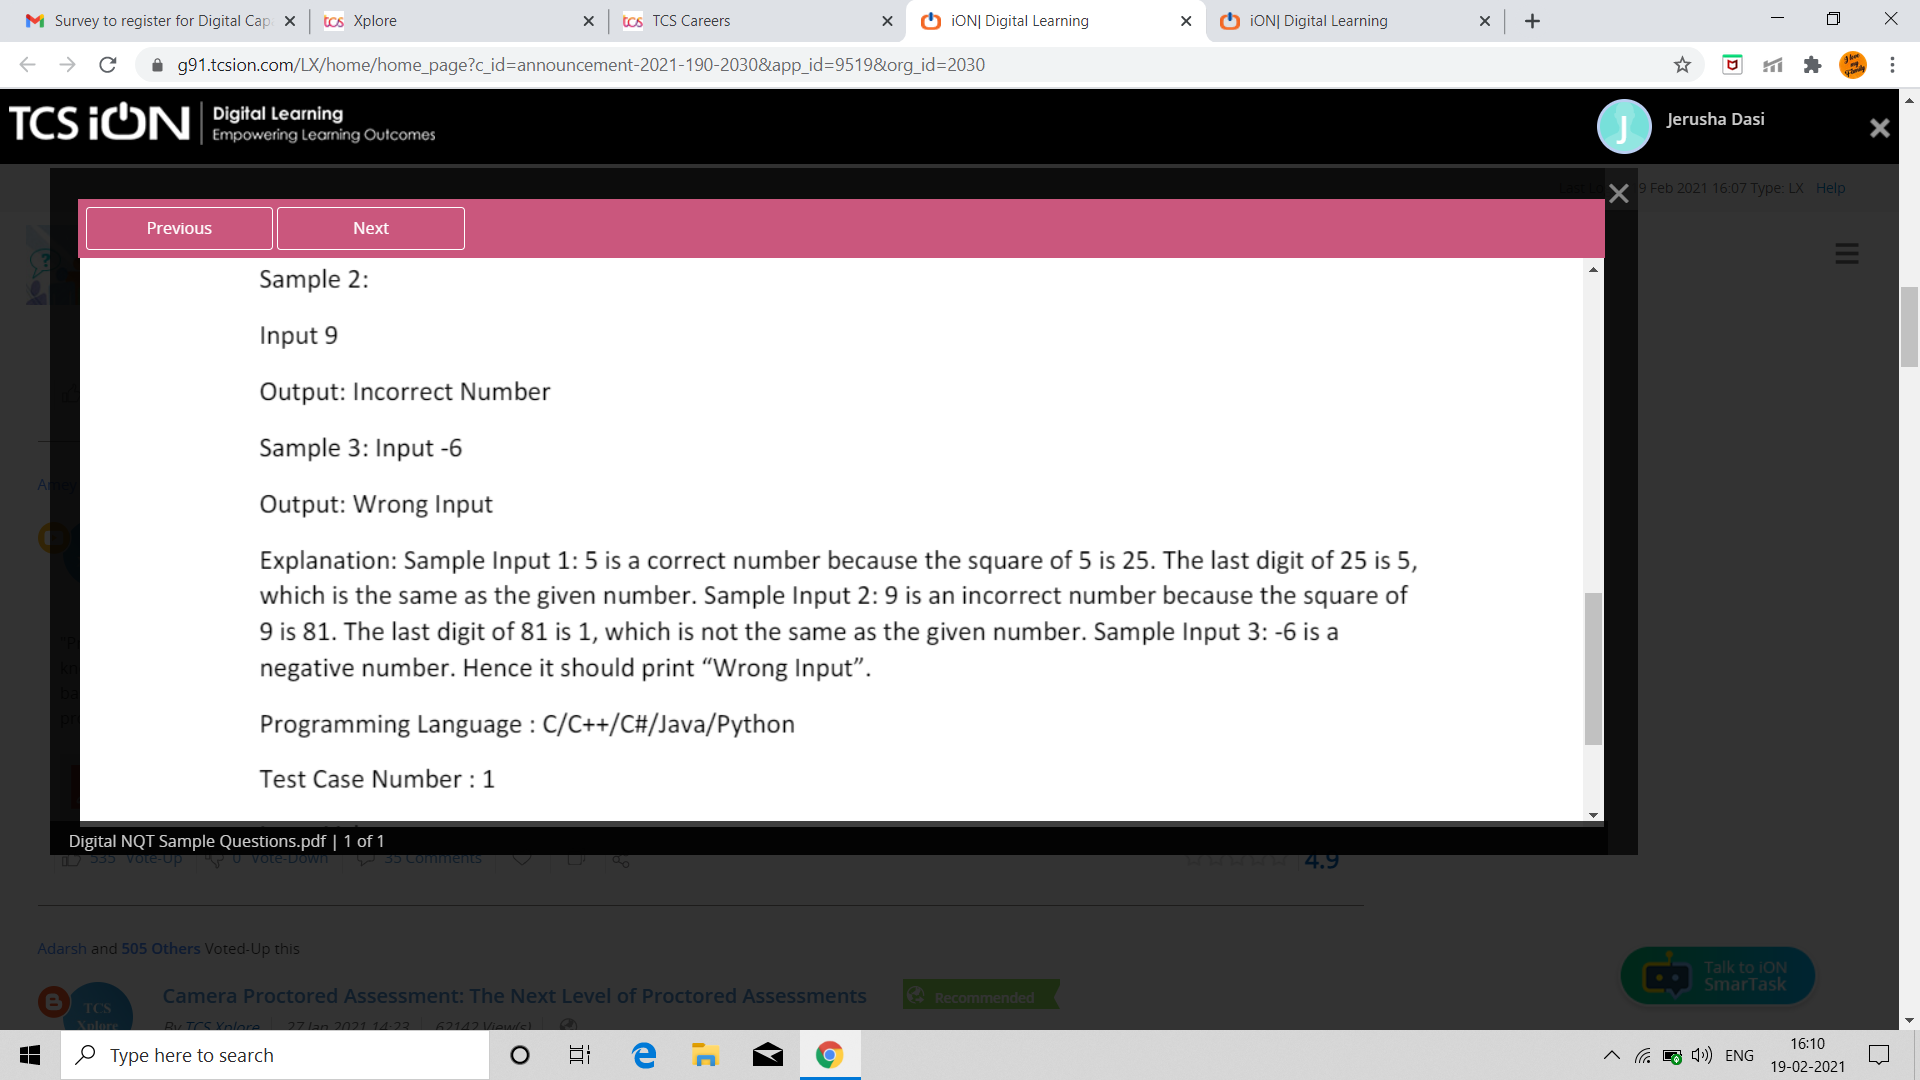 Survey to register for Digital Cap
Xplore
TCS Careers
iON| Digital Learning
iON| Digital Learning
g91.tcsion.com/LX/home/home_page?c_id=announcement-2021-190-2030&app_id=9519&org_id=2030
TCS iON
Digital Learning
Empowering Learning Outcomes
J
Jerusha Dasi
9 Feb 2021 16:07 Type: LX Help
Previous
Next
Sample 2:
Input 9
Output: Incorrect Number
Sample 3: Input -6
Output: Wrong Input
Explanation: Sample Input 1: 5 is a correct number because the square of 5 is 25. The last digit of 25 is 5,
which is the same as the given number. Sample Input 2: 9 is an incorrect number because the square of
9 is 81. The last digit of 81 is 1, which is not the same as the given number. Sample Input 3: -6 is a
negative number. Hence it should print “Wrong Input”.
Programming Language : C/C++/C#/Java/Python
Test Case Number : 1
Digital NQT Sample Questions.pdf | 1 of 1
535 Vote-Up 0 Vote-Down 35 Comments
4.9
Adarsh and 505 Others Voted-Up this
TCS
Xplore
Camera Proctored Assessment: The Next Level of Proctored Assessments
Recommended
By TCS Xplore 27 Jan 2021 14:23 62142 View(s)
Talk to iON
SmarTask
Type here to search
ENG
16:10
19-02-2021